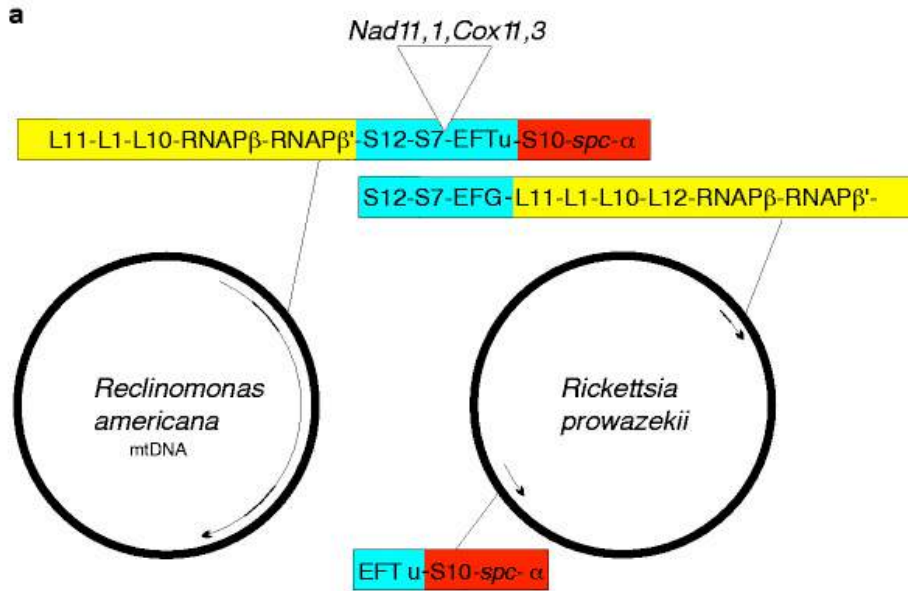 a
Nad11,1,Cox11,3
L11-L1-L10-RNAPβ-RNAPβ'-S12-S7-EFTu-S10-spc-α
S12-S7-EFG-L11-L1-L10-L12-RNAPβ-RNAPβ'-
Reclinomonas
americana
mtDNA
Rickettsia
prowazekii
EFT u-S10-spc- α